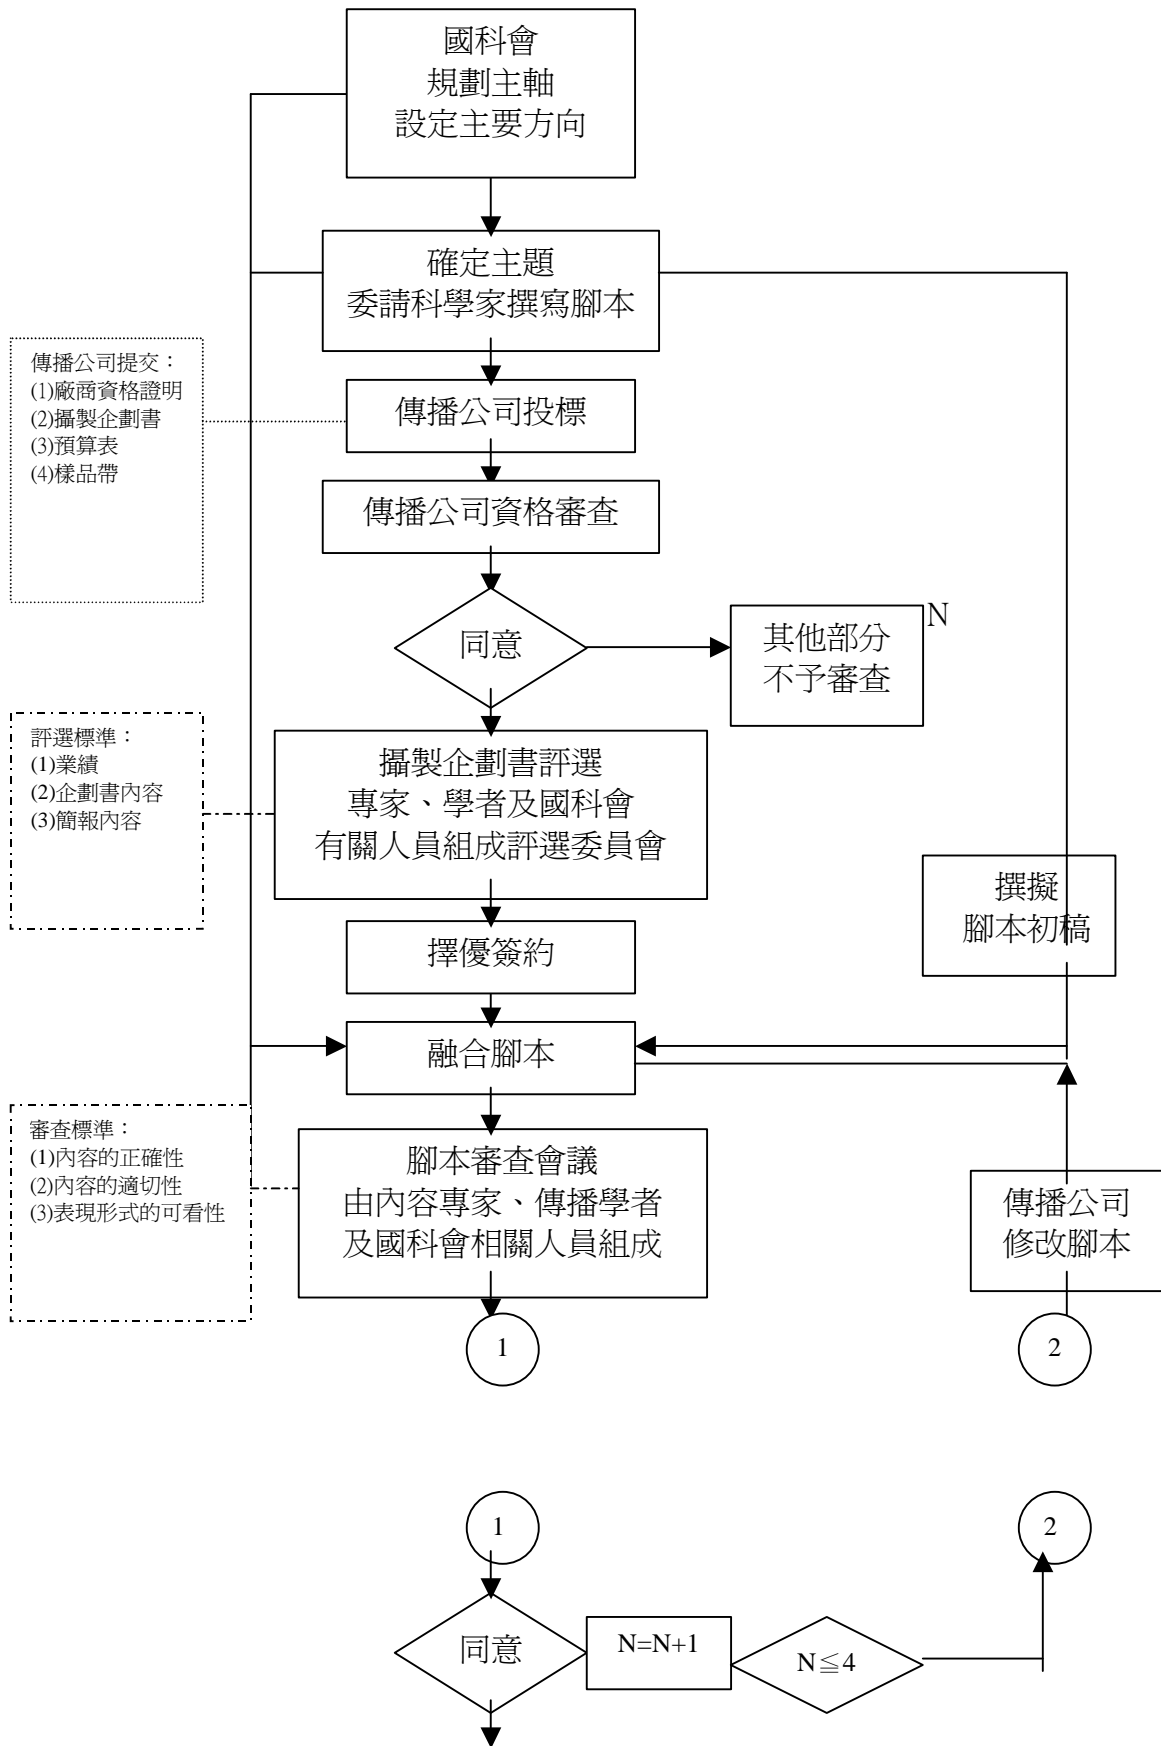 國科會
規劃主軸
設定主要方向
確定主題
委請科學家撰寫腳本
傳播公司提交：
(1)廠商資格證明
(2)攝製企劃書
(3)預算表
(4)樣品帶
傳播公司投標
傳播公司資格審查
同意
N
其他部分
不予審查
評選標準：
(1)業績
(2)企劃書內容
(3)簡報內容
攝製企劃書評選
專家、學者及國科會
有關人員組成評選委員會
撰擬
腳本初稿
擇優簽約
融合腳本
審查標準：
(1)內容的正確性
(2)內容的適切性
(3)表現形式的可看性
腳本審查會議
由內容專家、傳播學者
及國科會相關人員組成
傳播公司
修改腳本
1
2
1
2
同意
N=N+1
N≦4